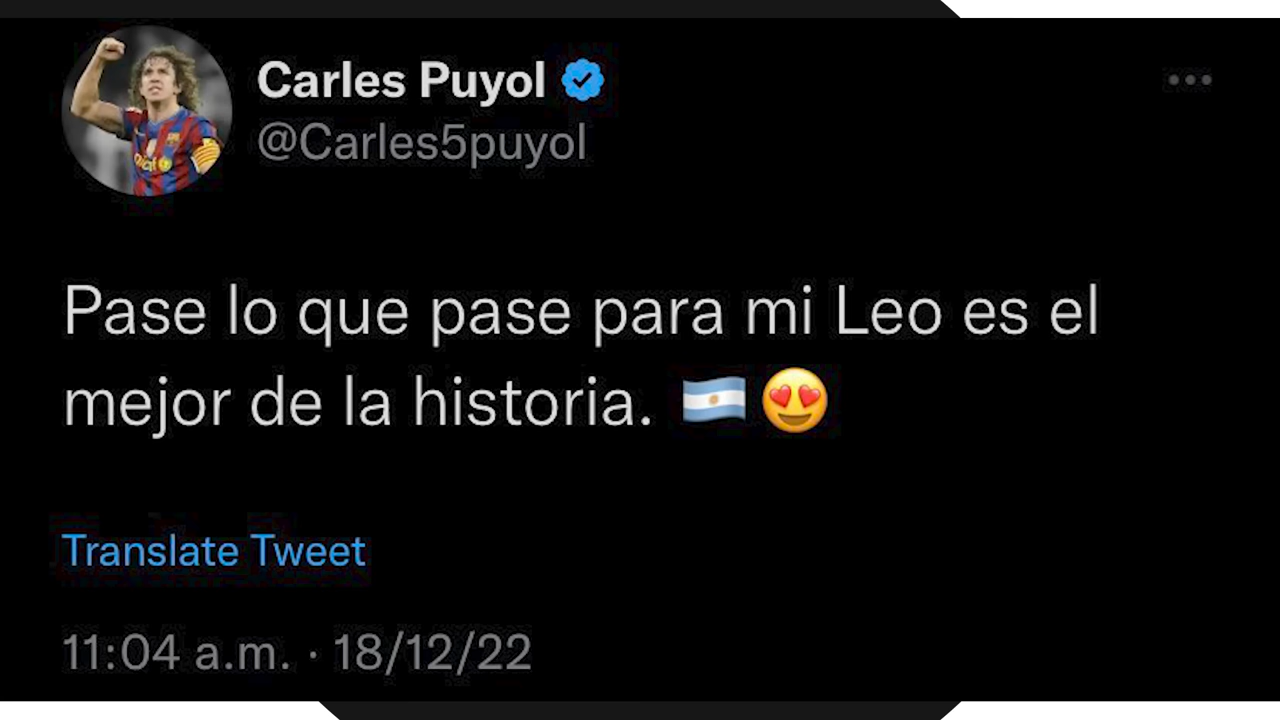 Carles Puyol
@Carles5puyol
Pase lo que pase para mi Leo es el
mejor de la historia. 🇦🇷😍
Translate Tweet
11:04 a.m. · 18/12/22